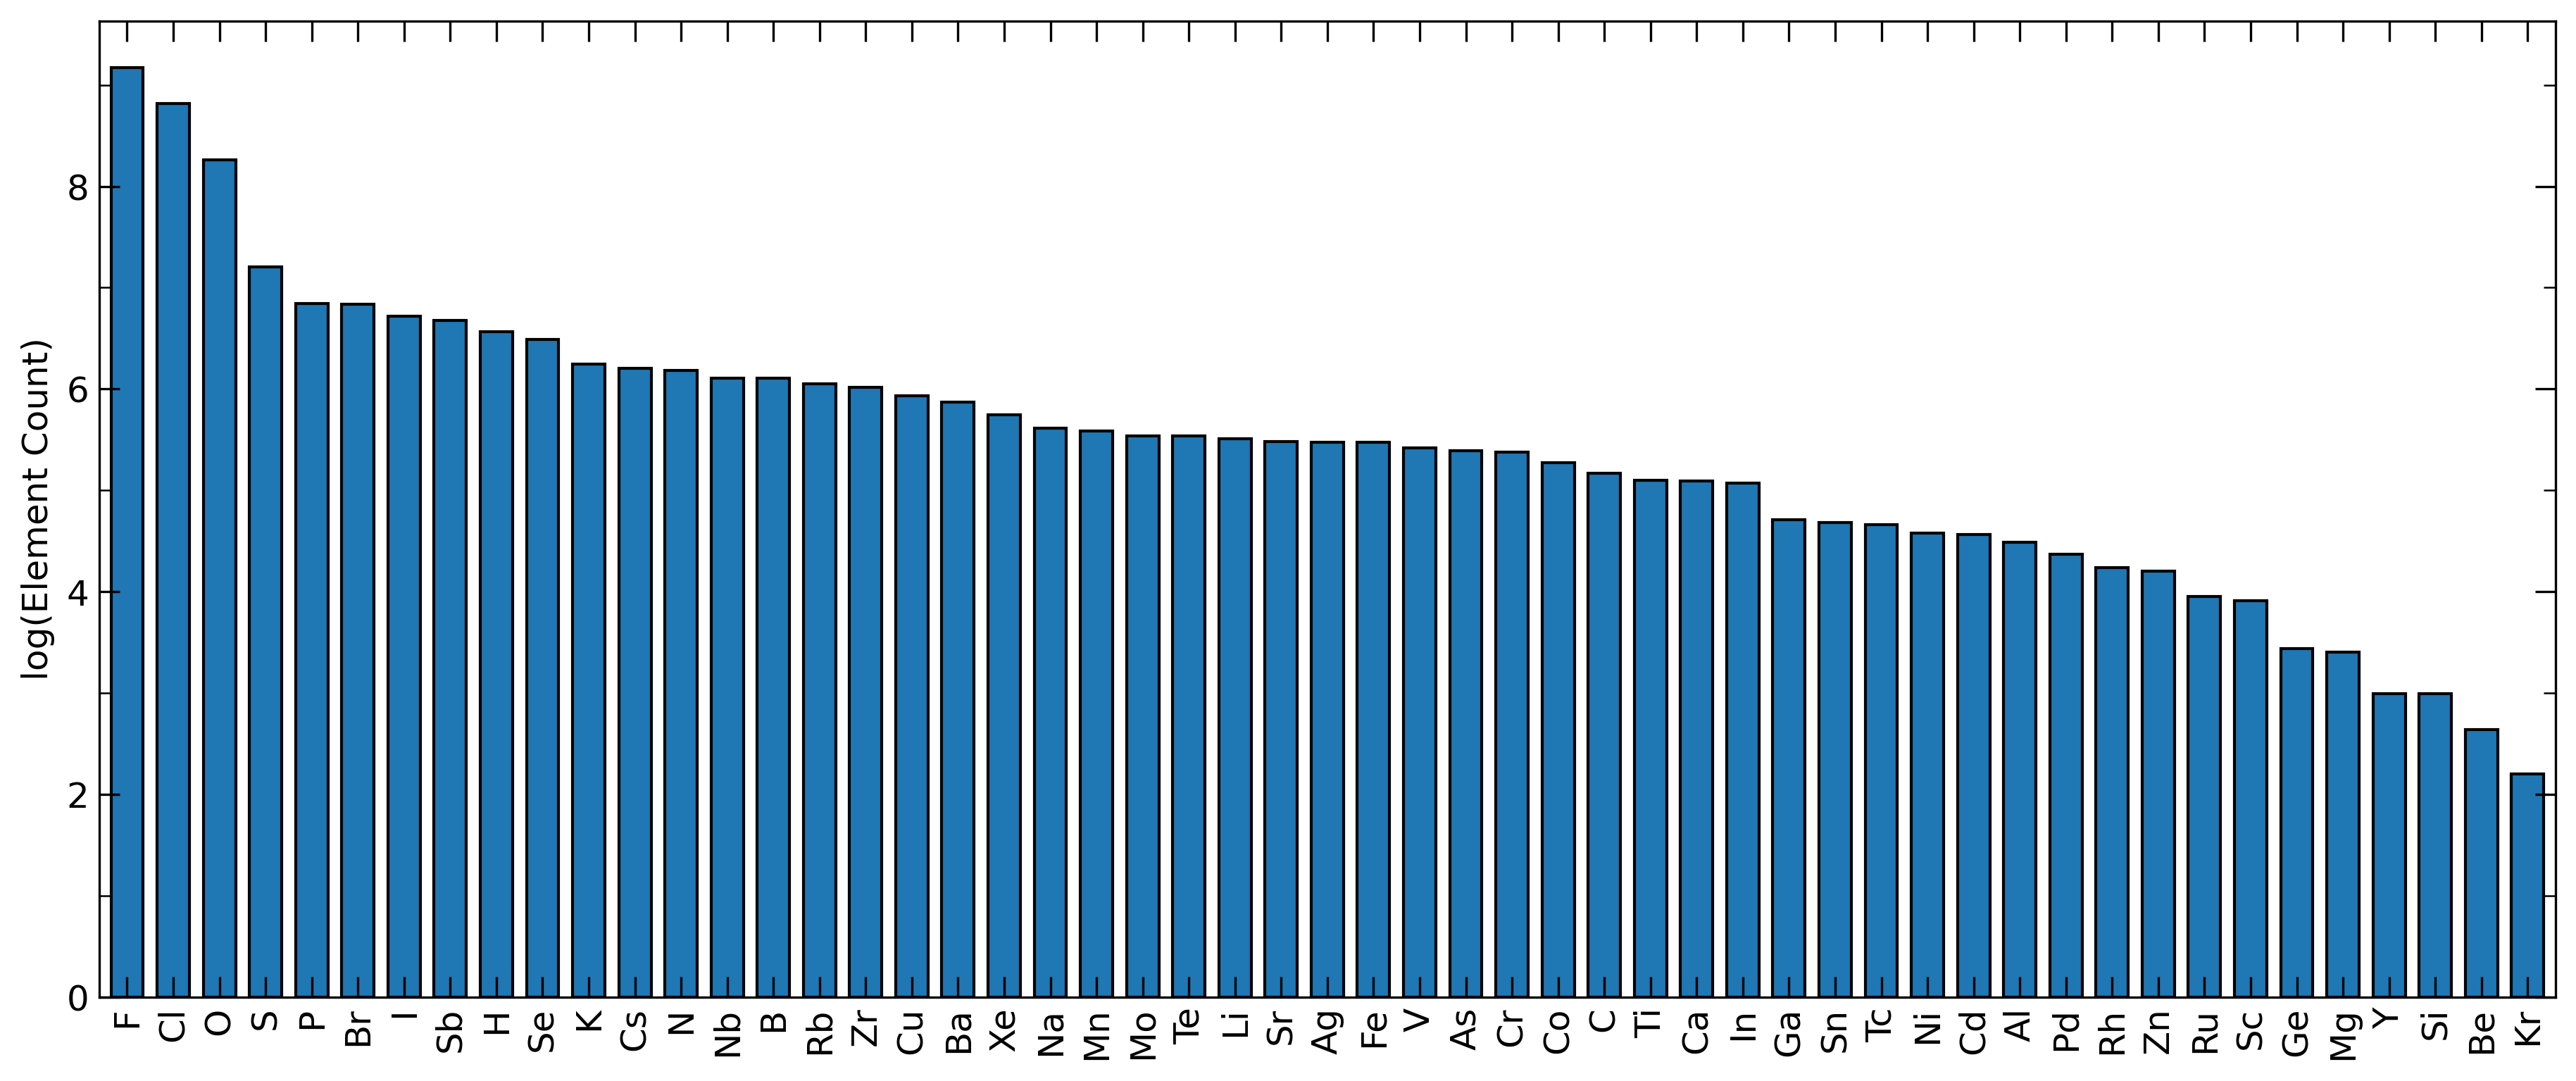 log(Element Count)
8
6
4
2
0
F Cl O S P Br I Sb H Se K Cs N Nb B Rb Zr Cu Ba Xe Na Mn Mo Te Li Sr Ag Fe V As Cr Co C Ti Ca In Ga Sn Tc Ni Cd Al Pd Rh Zn Ru Sc Ge Mg Y Si Be Kr